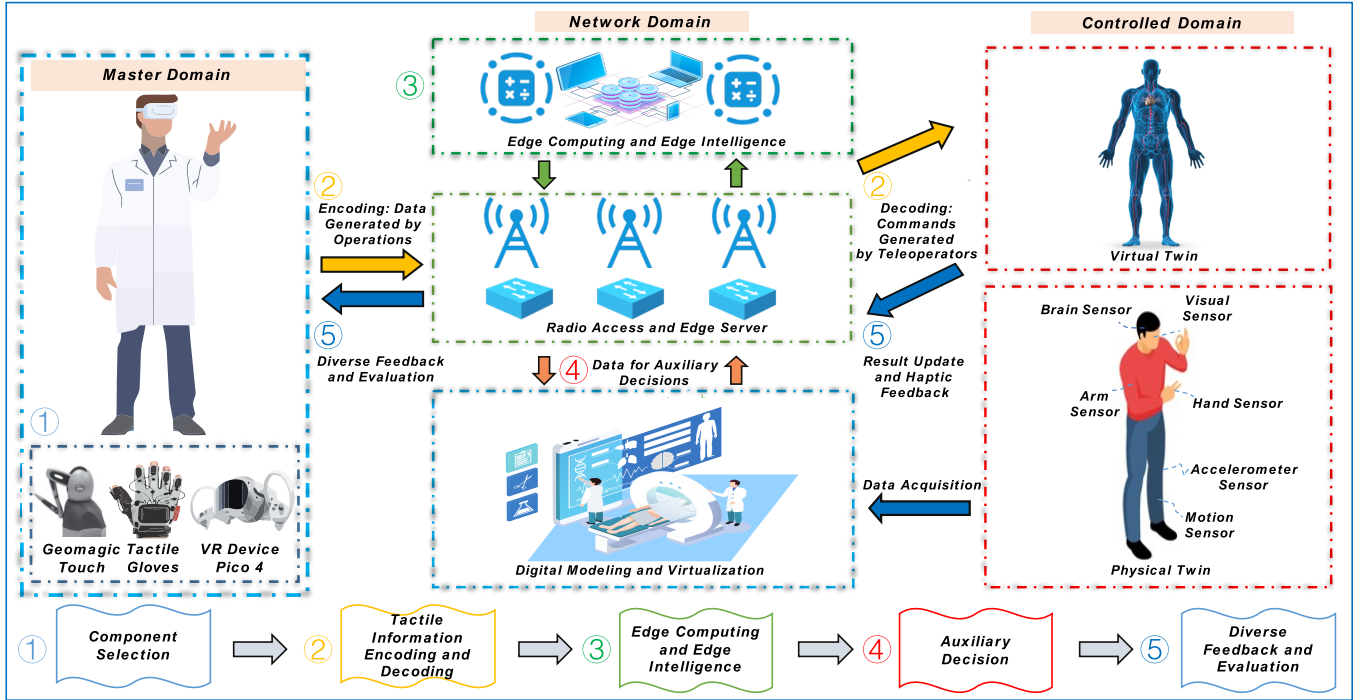 Network Domain
Controlled Domain
Master Domain
③
Edge Computing and Edge Intelligence
②
Encoding: Data
Generated by
Operations
②
Decoding:
Commands
Generated
by Teleoperators
Virtual Twin
Radio Access and Edge Server
⑤
Diverse Feedback
and Evaluation
④
Data for Auxiliary
Decisions
⑤
Result Update
and Haptic
Feedback
Brain Sensor
Visual
Sensor
Arm
Sensor
Hand Sensor
Accelerometer
Sensor
Motion
Sensor
Physical Twin
①
Geomagic
Touch
Tactile
Gloves
VR Device
Pico 4
Data Acquisition
Digital Modeling and Virtualization
①
Component
Selection
②
Tactile
Information
Encoding and
Decoding
③
Edge Computing
and Edge
Intelligence
④
Auxiliary
Decision
⑤
Diverse
Feedback and
Evaluation